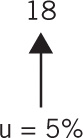 18
u = 5%